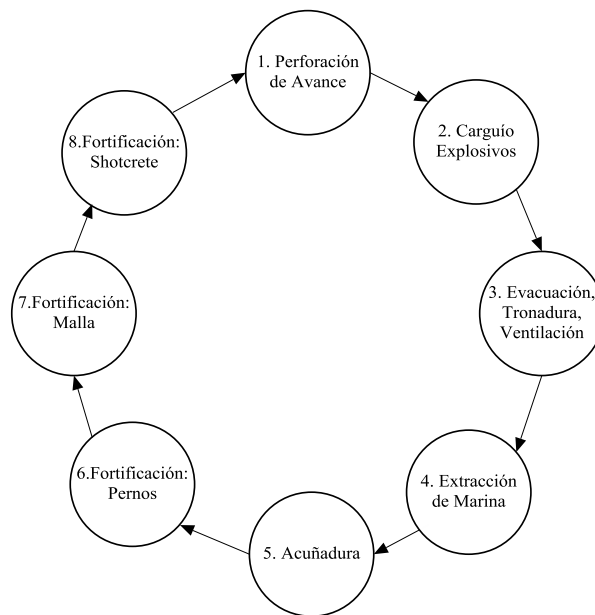 1. Perforación
de Avance
2. Carguío
Explosivos
3. Evacuación,
Tronadura,
Ventilación
4. Extracción
de Marina
5. Acuñadura
6.Fortificación:
Pernos
7.Fortificación:
Malla
8.Fortificación:
Shotcrete